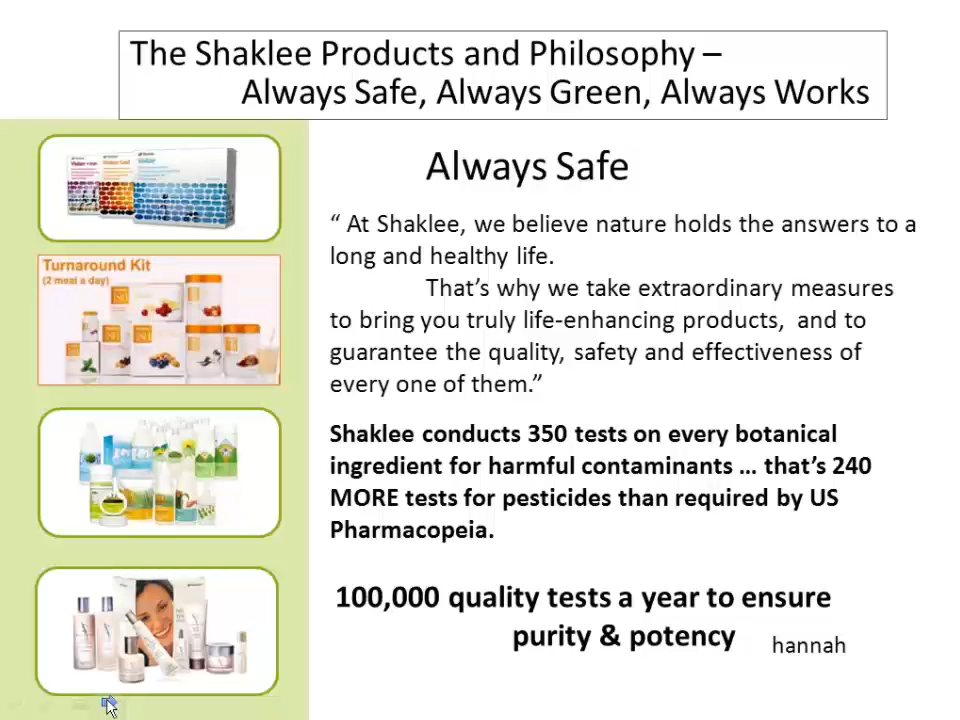 The Shaklee Products and Philosophy –
Always Safe, Always Green, Always Works
Always Safe
“ At Shaklee, we believe nature holds the answers to a
long and healthy life.
That’s why we take extraordinary measures
to bring you truly life-enhancing products,  and to
guarantee the quality, safety and effectiveness of
every one of them.”
Shaklee conducts 350 tests on every botanical
ingredient for harmful contaminants … that’s 240
MORE tests for pesticides than required by US
Pharmacopeia.
100,000 quality tests a year to ensure
purity & potency
hannah
Turnaround Kit
(2 meal a day)